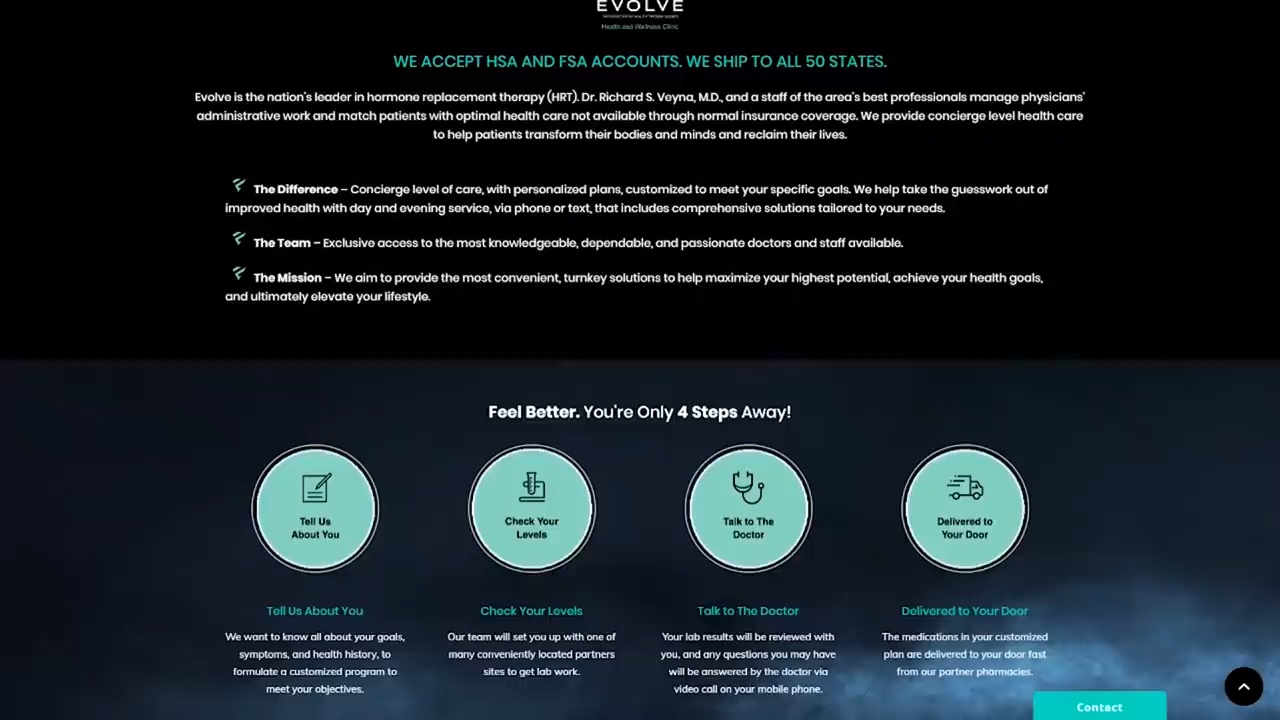 EVOLVE
Health and Wellness Clinic
WE ACCEPT HSA AND FSA ACCOUNTS. WE SHIP TO ALL 50 STATES.
Evolve is the nation's leader in hormone replacement therapy (HRT). Dr. Richard S. Veyna, M.D., and a staff of the area's best professionals manage physicians'
administrative work and match patients with optimal health care not available through normal insurance coverage. We provide concierge level health care
to help patients transform their bodies and minds and reclaim their lives.
The Difference – Concierge level of care, with personalized plans, customized to meet your specific goals. We help take the guesswork out of
improved health with day and evening service, via phone or text, that includes comprehensive solutions tailored to your needs.
The Team – Exclusive access to the most knowledgeable, dependable, and passionate doctors and staff available.
The Mission – We aim to provide the most convenient, turnkey solutions to help maximize your highest potential, achieve your health goals,
and ultimately elevate your lifestyle.
Feel Better. You're Only 4 Steps Away!
Tell Us
About You
Check Your
Levels
Talk to The
Doctor
Delivered to
Your Door
Tell Us About You
We want to know all about your goals,
symptoms, and health history, to
formulate a customized program to
meet your objectives.
Check Your Levels
Our team will set you up with one of
many conveniently located partners
sites to get lab work.
Talk to The Doctor
Your lab results will be reviewed with
you, and any questions you may have
will be answered by the doctor via
video call on your mobile phone.
Delivered to Your Door
The medications in your customized
plan are delivered to your door fast
from our partner pharmacies.
Contact